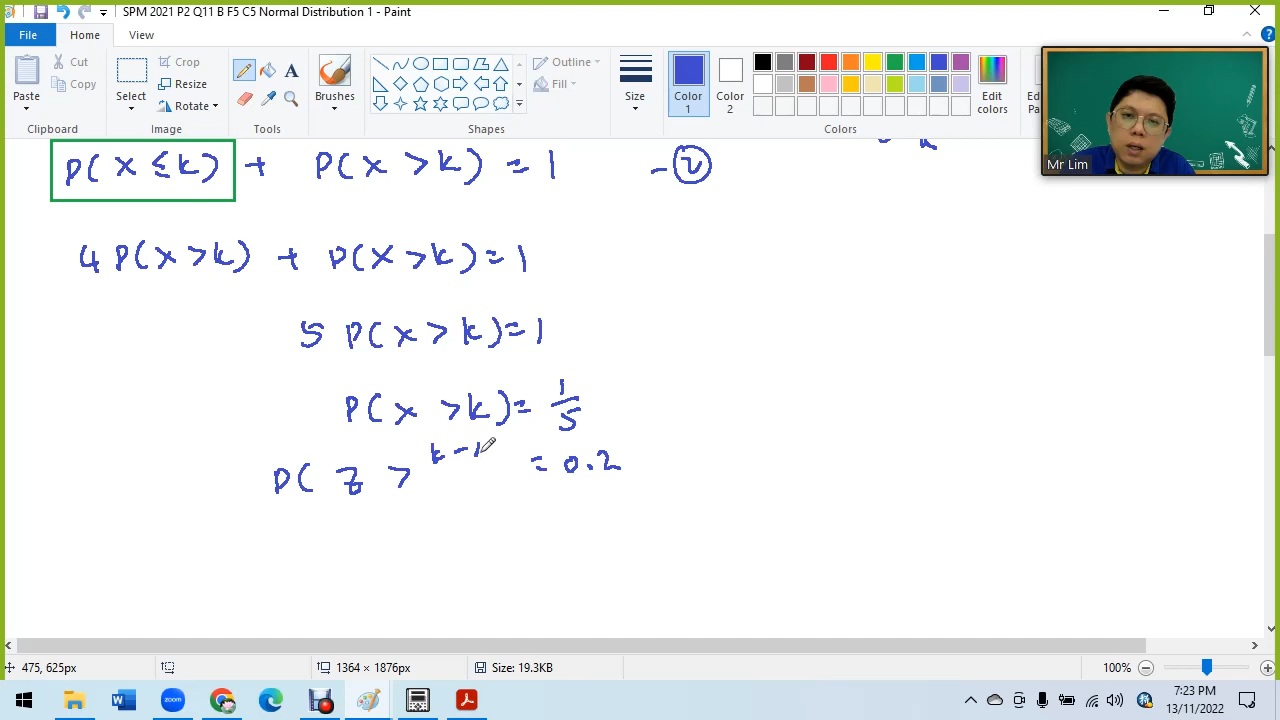 SPM 2021 P2 Q11 B F5 C5 Normal Distribution 1 - Paint
File Home View
Paste
Cut
Copy
Clipboard
Select
Crop
Resize
Rotate
Image
A
Tools
Brushes
Outline
Fill
Shapes
Size
Color 1
Color 2
Edit colors
Colors
Mr Lim
P( X ≤ k ) + P( X > k ) = 1 - ②
4 P( X > k ) + P( X > k ) = 1
5 P( X > k ) = 1
P( X > k ) = 1/5
P( Z > k - = 0.2
475, 625px
1364 × 1876px
Size: 19.3KB
100%
zoom
7:23 PM
13/11/2022